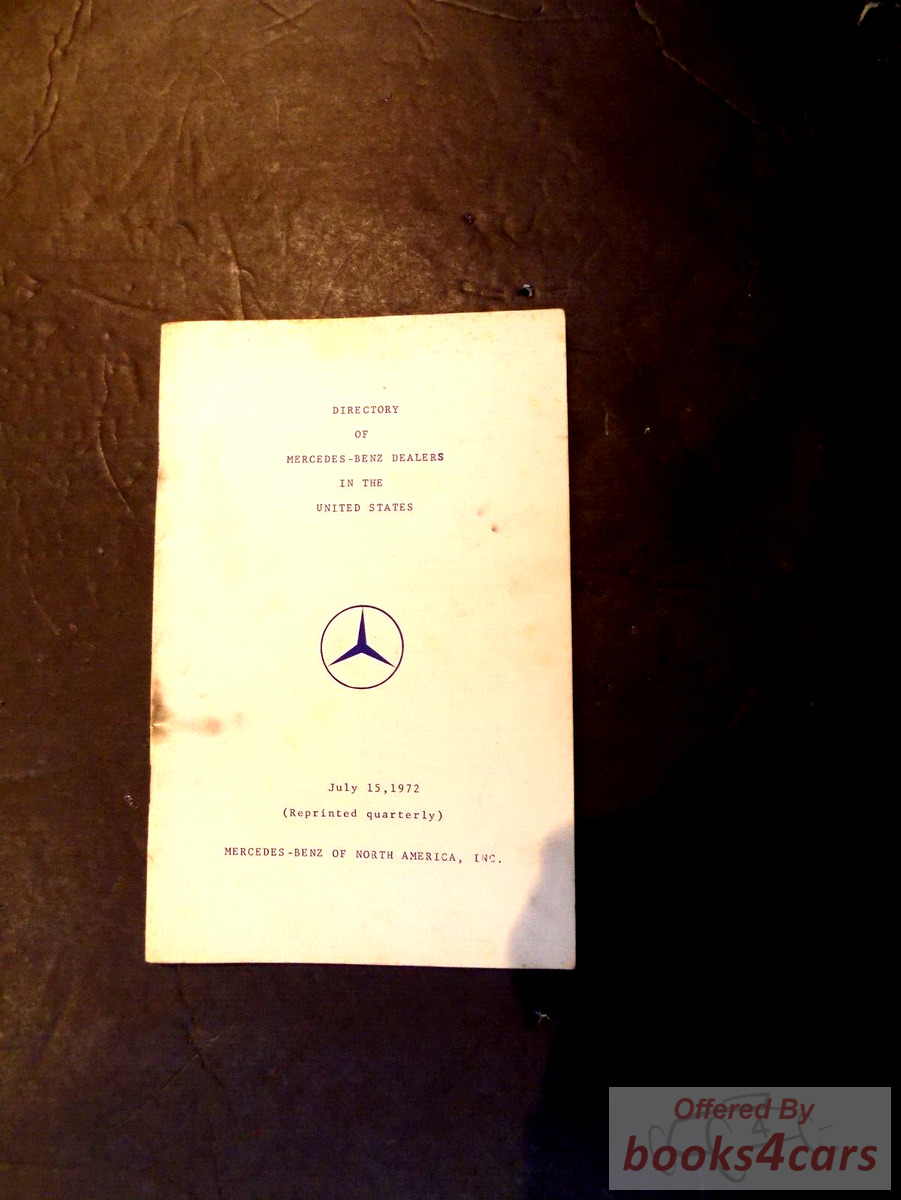 DIRECTORY
OF
MERCEDES-BENZ DEALERS
IN THE
UNITED STATES
July 15,1972
(Reprinted quarterly)
MERCEDES-BENZ OF NORTH AMERICA, INC.
Offered By
books4cars